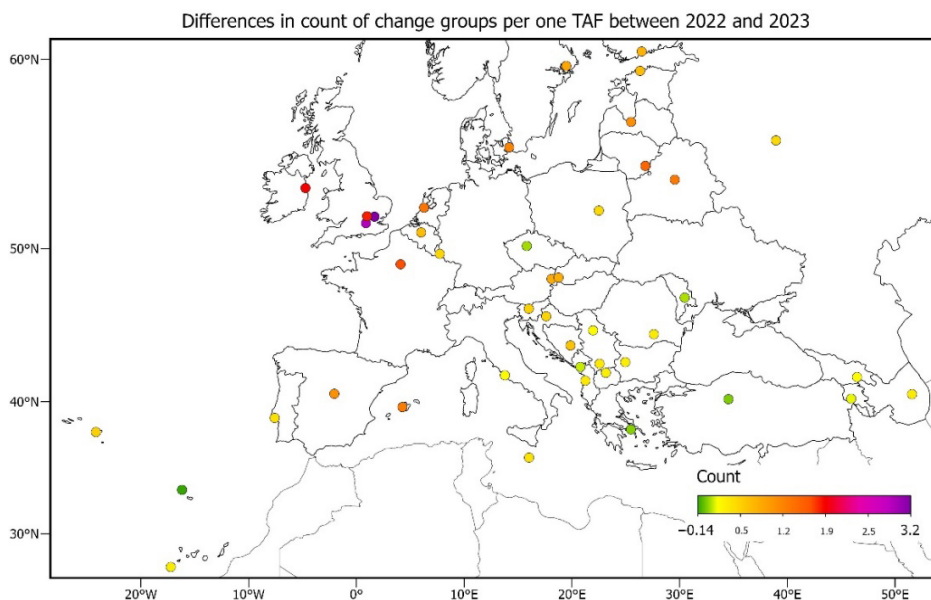 Differences in count of change groups per one TAF between 2022 and 2023
60°N
50°N
40°N
30°N
Count
−0.14 0.5 1.2 1.9 2.5 3.2
20°W 10°W 0° 10°E 20°E 30°E 40°E 50°E